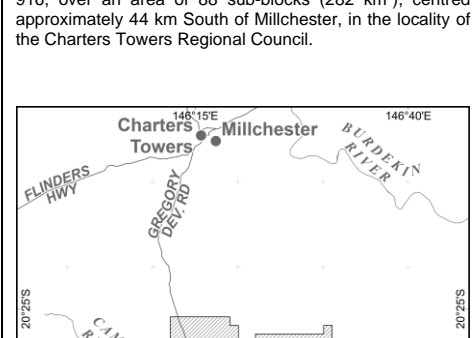 916, over an area of 88 sub-blocks (282 km²), centred
approximately 44 km South of Millchester, in the locality of
the Charters Towers Regional Council.
146°15'E
146°40'E
Charters
Towers
Millchester
BURDEKIN
RIVER
FLINDERS
HWY
GREGORY
DEV. RD
20°25'S
20°25'S